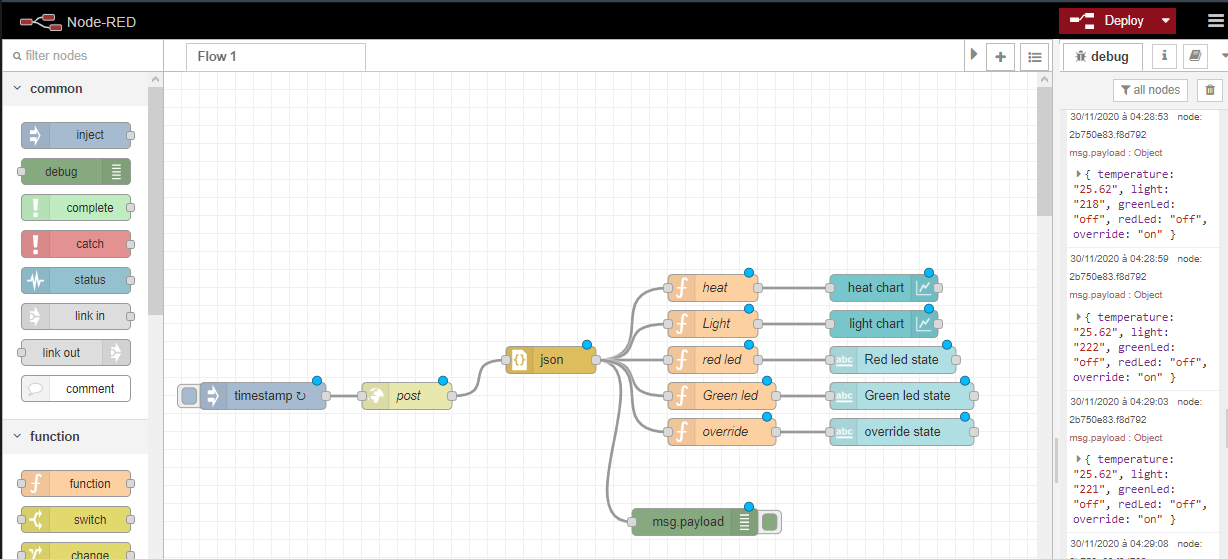 Node-RED
Deploy
filter nodes
Flow 1
debug
i
all nodes
common
inject
debug
complete
catch
status
link in
link out
comment
function
function
switch
change
timestamp ↻
post
{} json
f heat
heat chart
f Light
light chart
f red led
abc Red led state
f Green led
abc Green led state
f override
abc override state
msg.payload
30/11/2020 à 04:28:53 node:
2b750e83.f8d792
msg.payload : Object
{ temperature:
"25.62", light:
"218", greenLed:
"off", redLed: "off",
override: "on" }
30/11/2020 à 04:28:59 node:
2b750e83.f8d792
msg.payload : Object
{ temperature:
"25.62", light:
"222", greenLed:
"off", redLed: "off",
override: "on" }
30/11/2020 à 04:29:03 node:
2b750e83.f8d792
msg.payload : Object
{ temperature:
"25.62", light:
"221", greenLed:
"off", redLed: "off",
override: "on" }
30/11/2020 à 04:29:08 node: